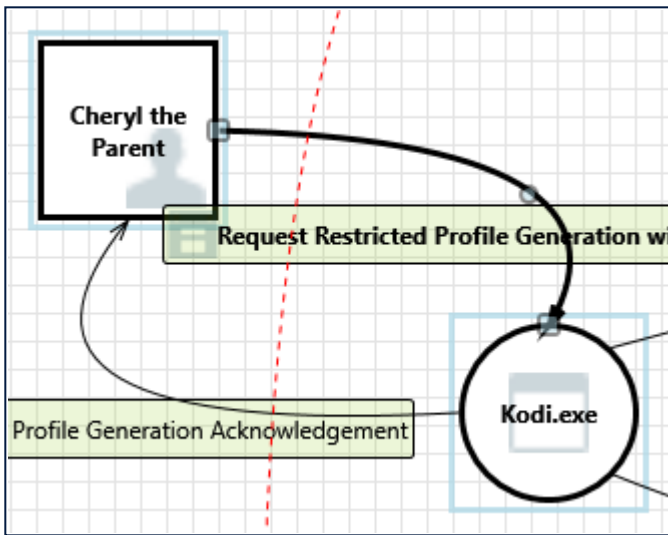 Cheryl the
Parent
Request Restricted Profile Generation wi
Kodi.exe
Profile Generation Acknowledgement